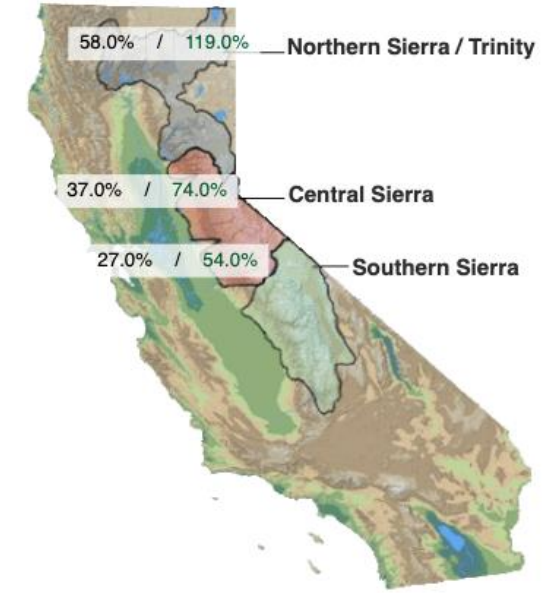 58.0% / 119.0% Northern Sierra / Trinity
37.0% / 74.0% Central Sierra
27.0% / 54.0% Southern Sierra